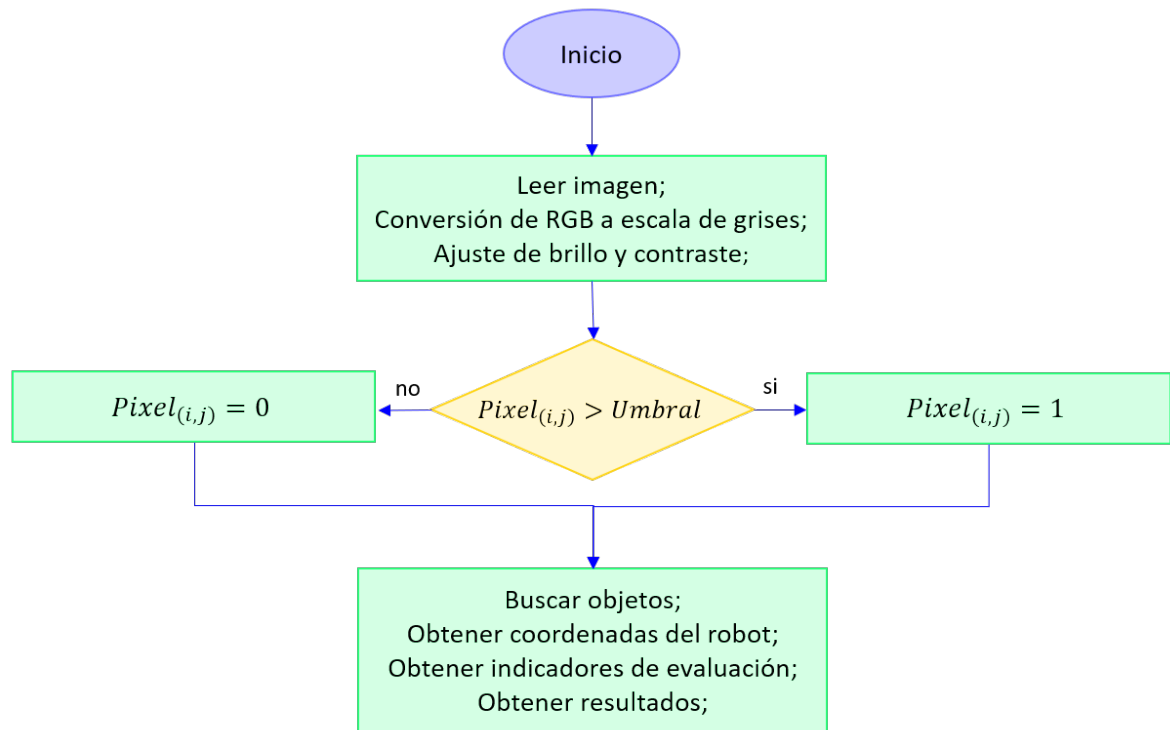 Inicio
Leer imagen;
Conversión de RGB a escala de grises;
Ajuste de brillo y contraste;
no
si
Pixel(i,j) = 0
Pixel(i,j) > Umbral
Pixel(i,j) = 1
Buscar objetos;
Obtener coordenadas del robot;
Obtener indicadores de evaluación;
Obtener resultados;